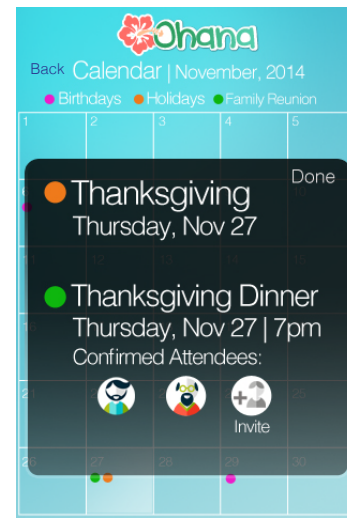 Ohana
Back Calendar | November, 2014
Birthdays Holidays Family Reunion
1 2 3 4 5
Done
Thanksgiving
Thursday, Nov 27
Thanksgiving Dinner
Thursday, Nov 27 | 7pm
Confirmed Attendees:
+
Invite
21
26 27 28 29 30